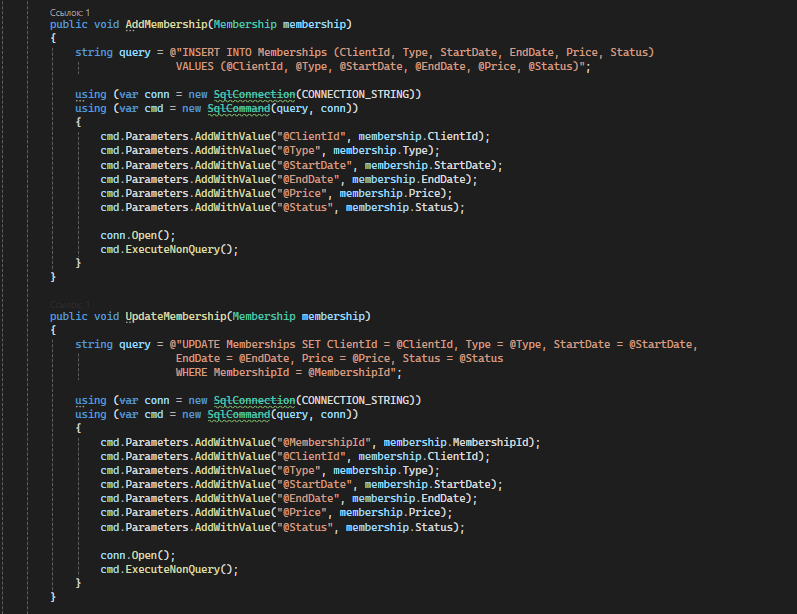 Ссылок: 1
public void AddMembership(Membership membership)
{
string query = @"INSERT INTO Memberships (ClientId, Type, StartDate, EndDate, Price, Status)
VALUES (@ClientId, @Type, @StartDate, @EndDate, @Price, @Status)";
using (var conn = new SqlConnection(CONNECTION_STRING))
using (var cmd = new SqlCommand(query, conn))
{
cmd.Parameters.AddWithValue("@ClientId", membership.ClientId);
cmd.Parameters.AddWithValue("@Type", membership.Type);
cmd.Parameters.AddWithValue("@StartDate", membership.StartDate);
cmd.Parameters.AddWithValue("@EndDate", membership.EndDate);
cmd.Parameters.AddWithValue("@Price", membership.Price);
cmd.Parameters.AddWithValue("@Status", membership.Status);
conn.Open();
cmd.ExecuteNonQuery();
}
}
Ссылок: 1
public void UpdateMembership(Membership membership)
{
string query = @"UPDATE Memberships SET ClientId = @ClientId, Type = @Type, StartDate = @StartDate,
EndDate = @EndDate, Price = @Price, Status = @Status
WHERE MembershipId = @MembershipId";
using (var conn = new SqlConnection(CONNECTION_STRING))
using (var cmd = new SqlCommand(query, conn))
{
cmd.Parameters.AddWithValue("@MembershipId", membership.MembershipId);
cmd.Parameters.AddWithValue("@ClientId", membership.ClientId);
cmd.Parameters.AddWithValue("@Type", membership.Type);
cmd.Parameters.AddWithValue("@StartDate", membership.StartDate);
cmd.Parameters.AddWithValue("@EndDate", membership.EndDate);
cmd.Parameters.AddWithValue("@Price", membership.Price);
cmd.Parameters.AddWithValue("@Status", membership.Status);
conn.Open();
cmd.ExecuteNonQuery();
}
}